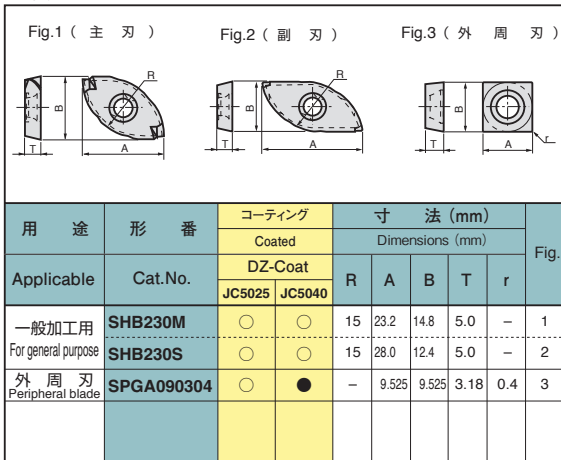 Fig.1 ( 主 刃 )  Fig.2 ( 副 刃 )  Fig.3 ( 外 周 刃 )
R B T A  R B T A  B T A r
用 途  形 番  コーティング  寸 法 (mm)  Fig.
Coated  Dimensions (mm)
Applicable  Cat.No.  DZ-Coat  R  A  B  T  r
JC5025  JC5040
一般加工用  SHB230M  ○  ○  15  23.2  14.8  5.0  –  1
For general purpose  SHB230S  ○  ○  15  28.0  12.4  5.0  –  2
外 周 刃  SPGA090304  ○  ●  –  9.525  9.525  3.18  0.4  3
Peripheral blade